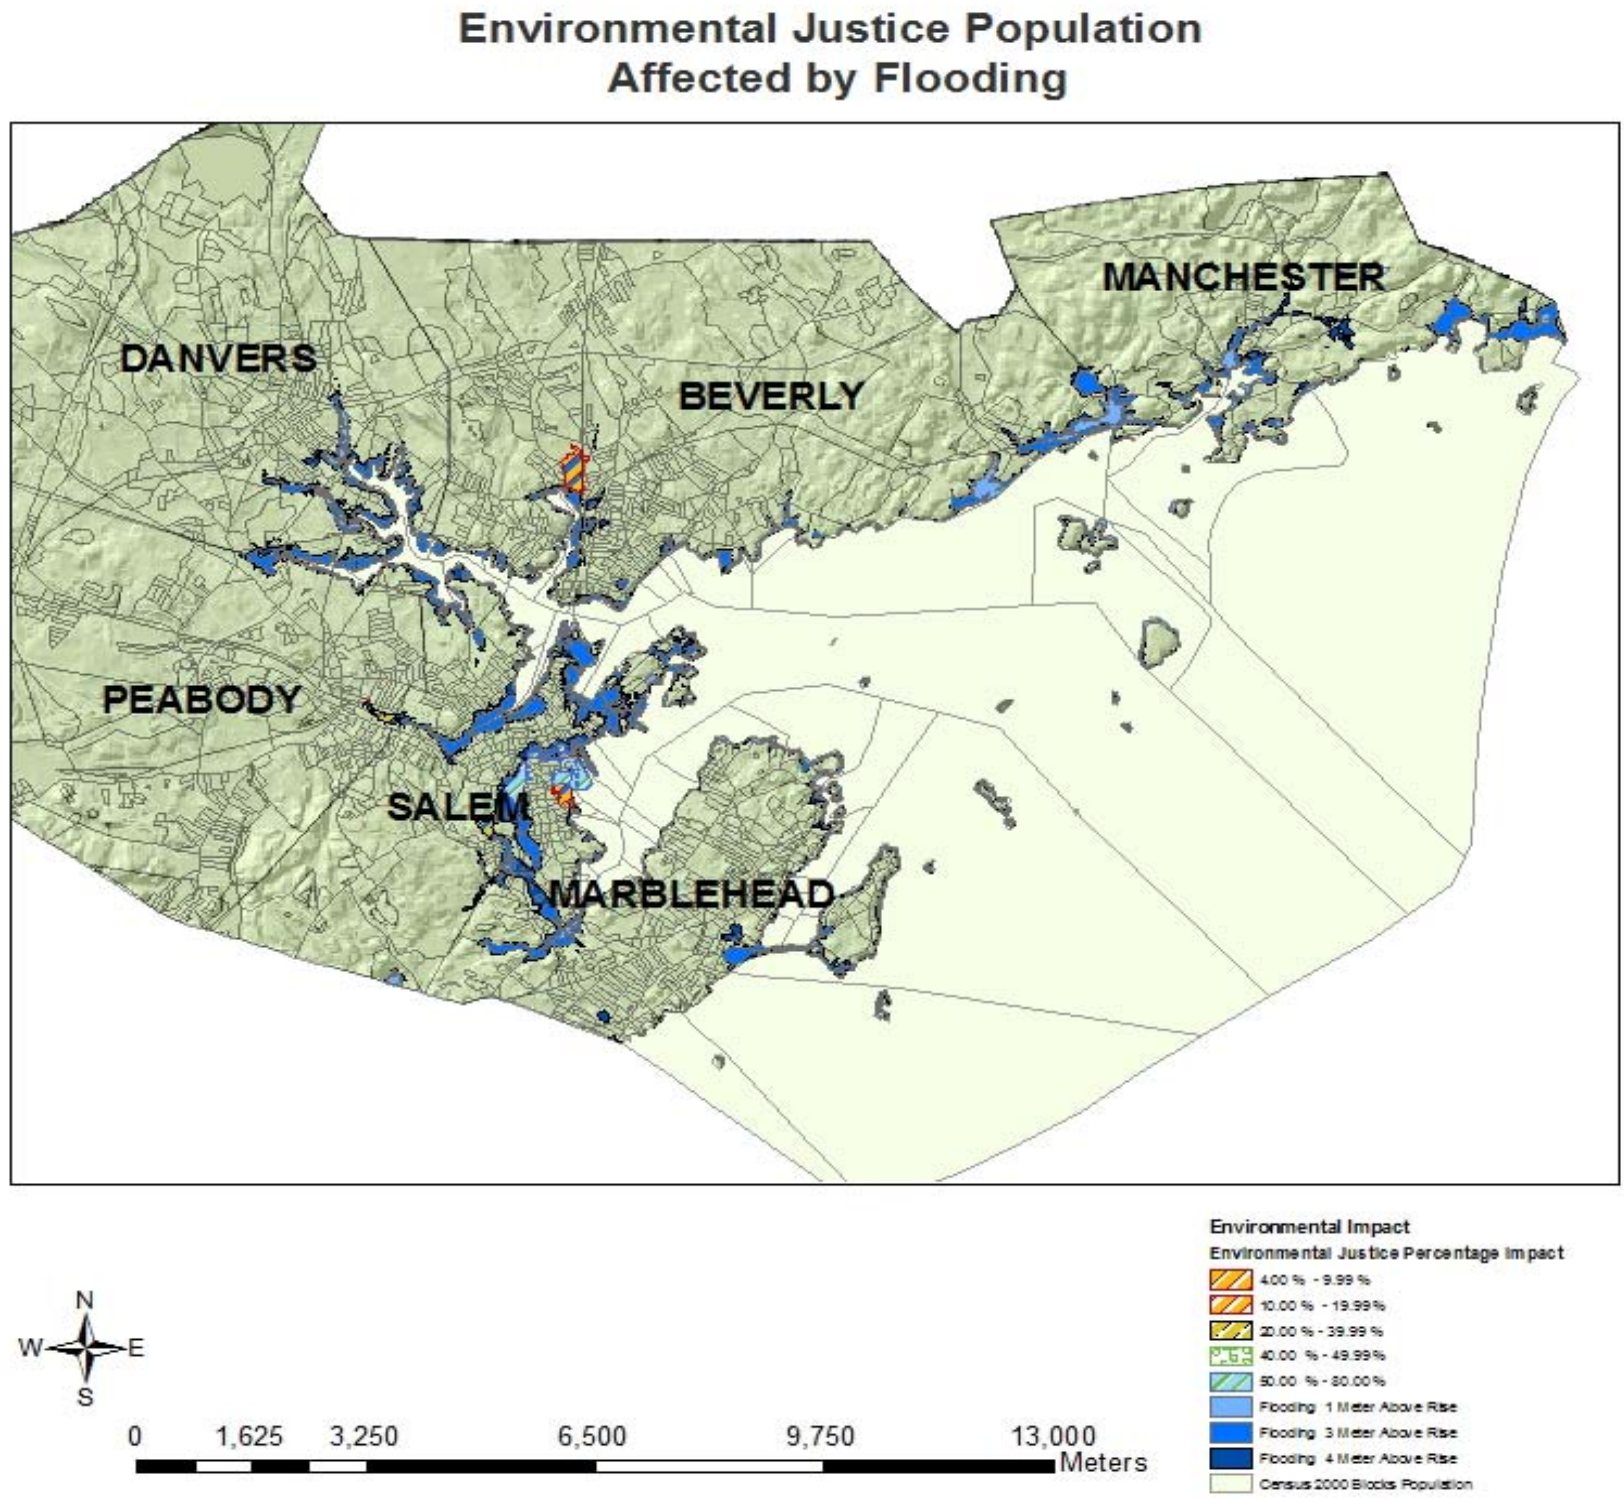 Environmental Justice Population
Affected by Flooding
MANCHESTER
DANVERS
BEVERLY
PEABODY
SALEM
MARBLEHEAD
Environmental Impact
Environmental Justice Percentage Impact
4.00 % - 9.99 %
10.00 % - 19.99%
20.00 % - 39.99 %
40.00 % - 49.99%
50.00 % - 80.00%
Flooding 1 Meter Above Rise
Flooding 3 Meter Above Rise
Flooding 4 Meter Above Rise
Census 2000 Blocks Population
N
W E
S
0 1,625 3,250 6,500 9,750 13,000
Meters